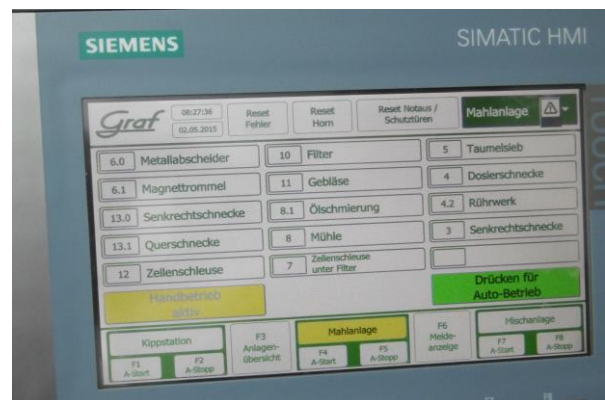 SIEMENS
SIMATIC HMI
Graf
08:27:36
02.05.2015
Reset
Fehler
Reset
Horn
Reset Notaus /
Schutztüren
Mahlanlage
6.0 Metallabscheider
10 Filter
5 Taumelsieb
6.1 Magnettrommel
11 Gebläse
4 Dosierschnecke
13.0 Senkrechtschnecke
8.1 Ölschmierung
4.2 Rührwerk
13.1 Querschnecke
8 Mühle
3 Senkrechtschnecke
12 Zellenschleuse
7 Zellenschleuse
unter Filter
Handbetrieb
aktiv
Drücken für
Auto-Betrieb
Kippstation
F1
A-Start
F2
A-Stopp
F3
Anlagen-
übersicht
Mahlanlage
F4
A-Start
F5
A-Stopp
F6
Melde-
anzeige
Mischanlage
F7
A-Start
F8
A-Stopp